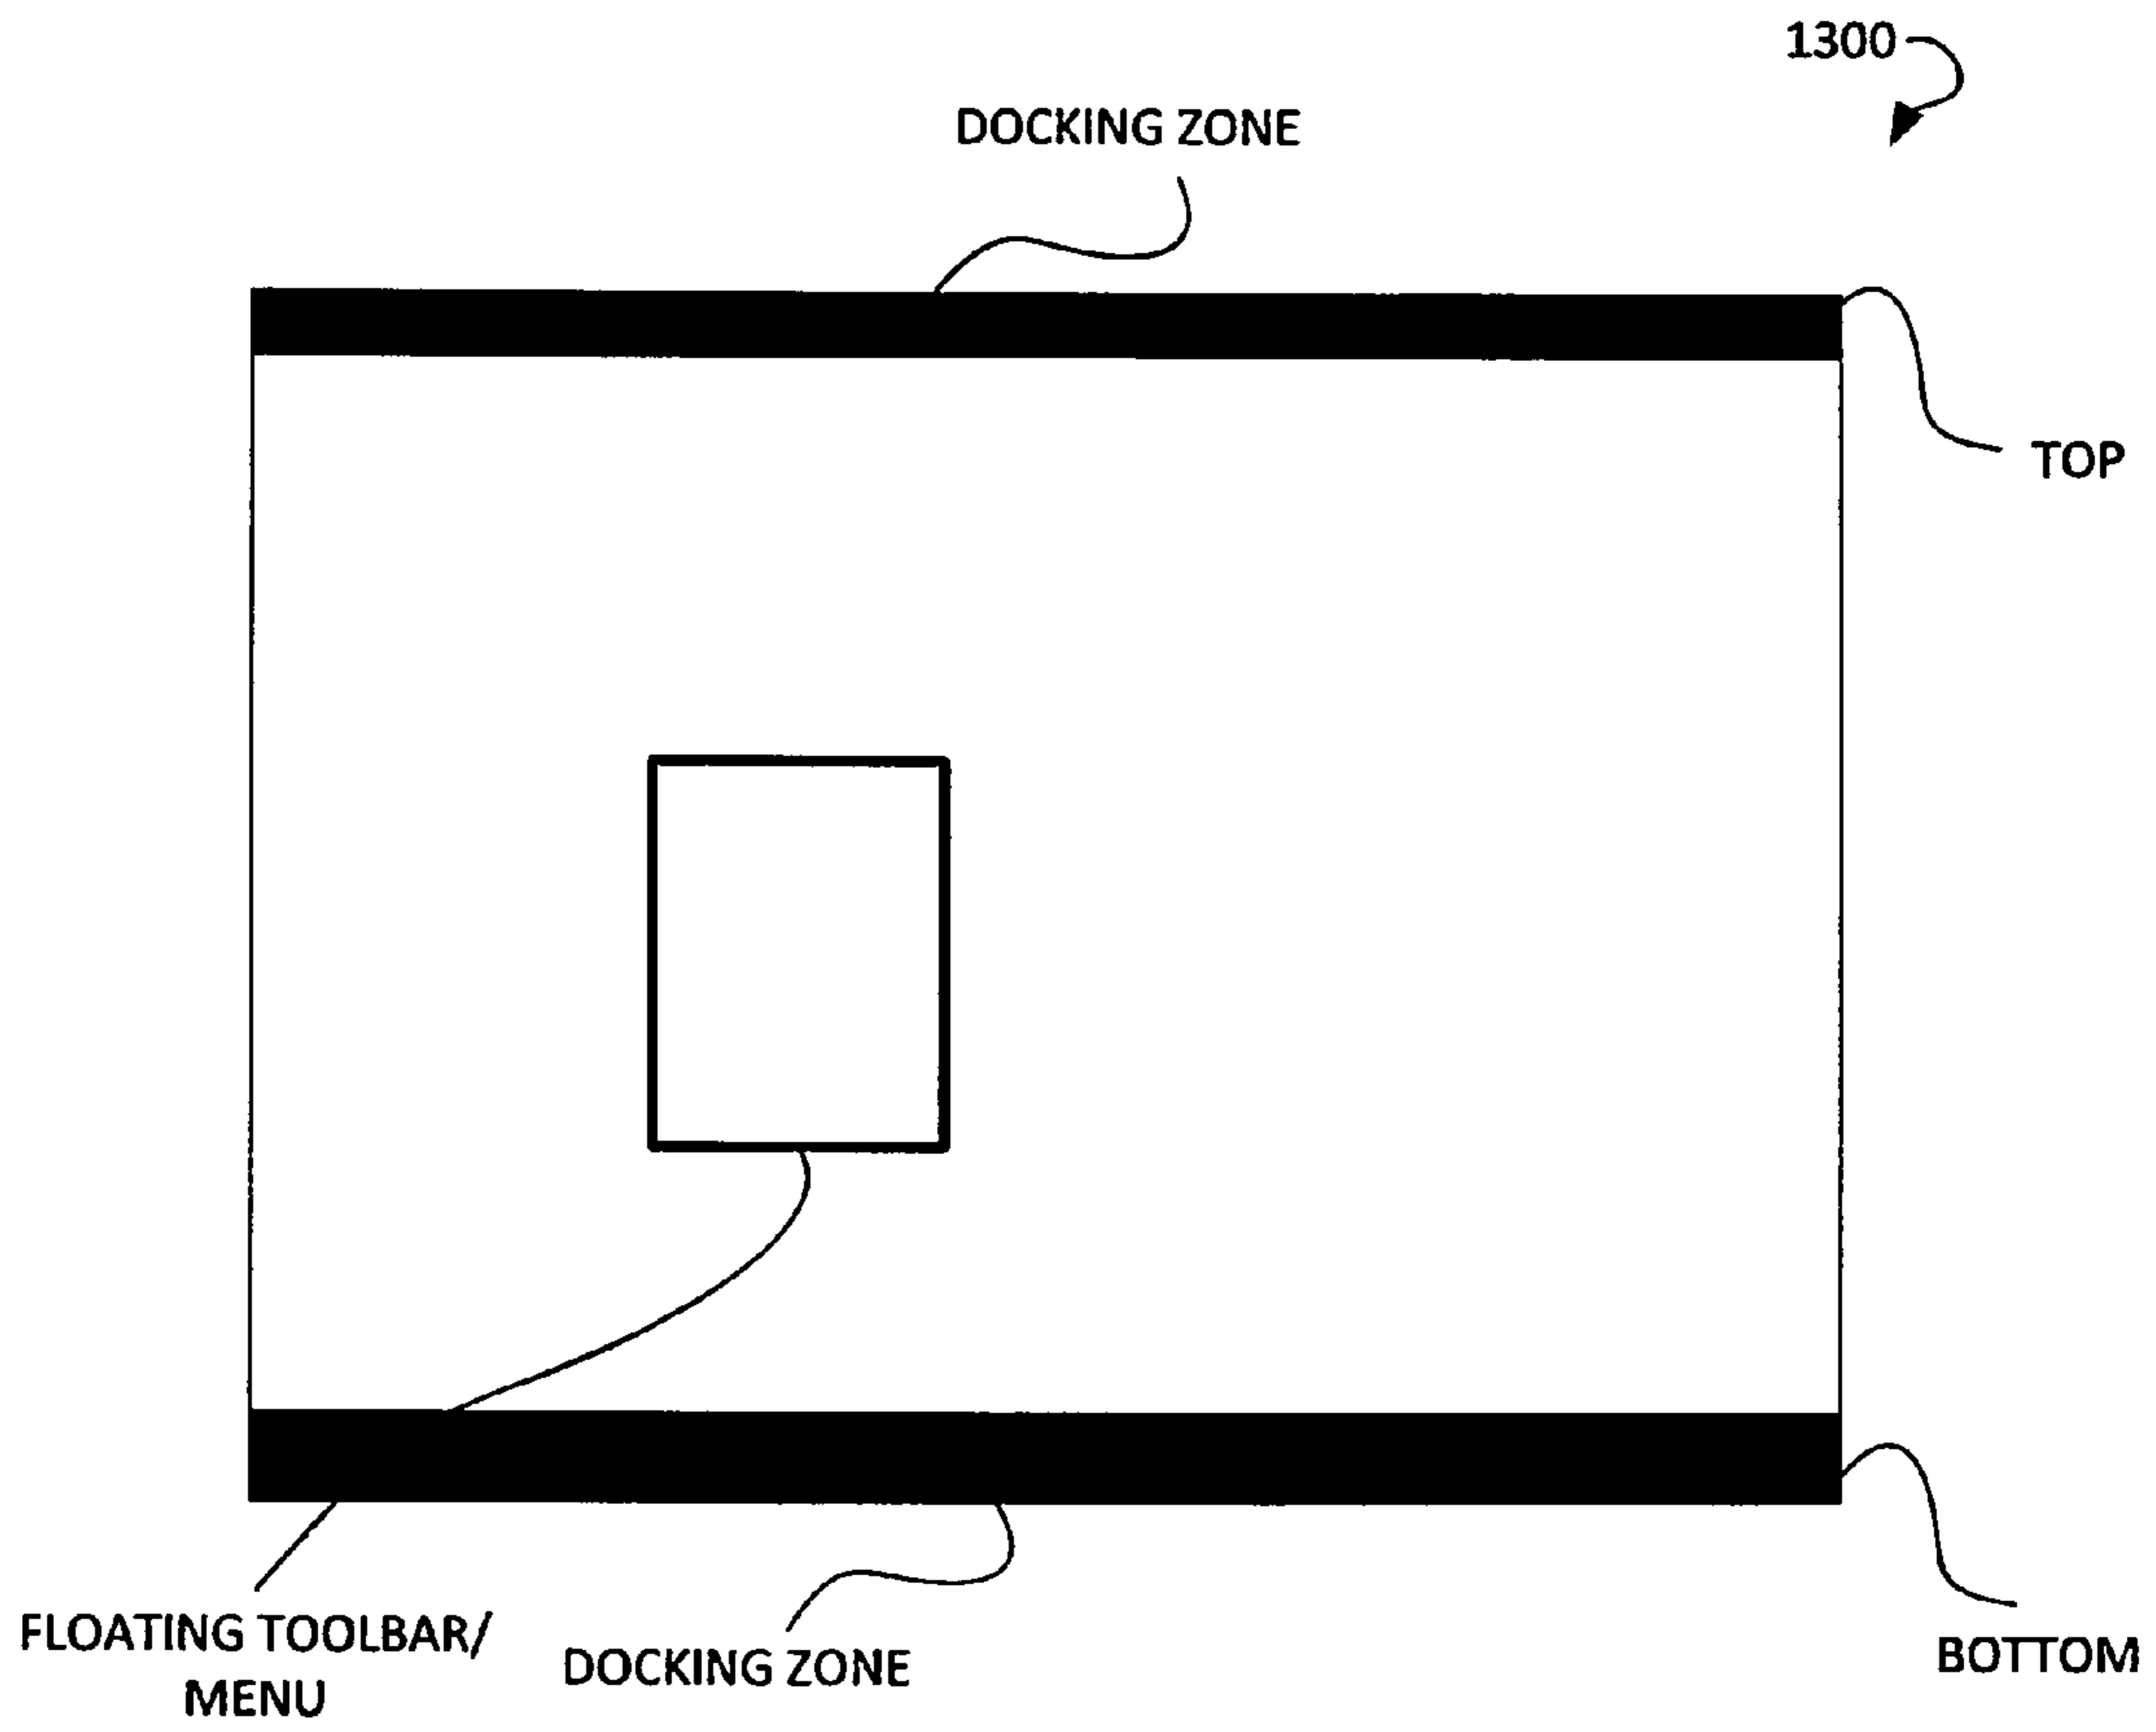 1300
DOCKING ZONE
TOP
FLOATING TOOLBAR/
MENU
DOCKING ZONE
BOTTOM